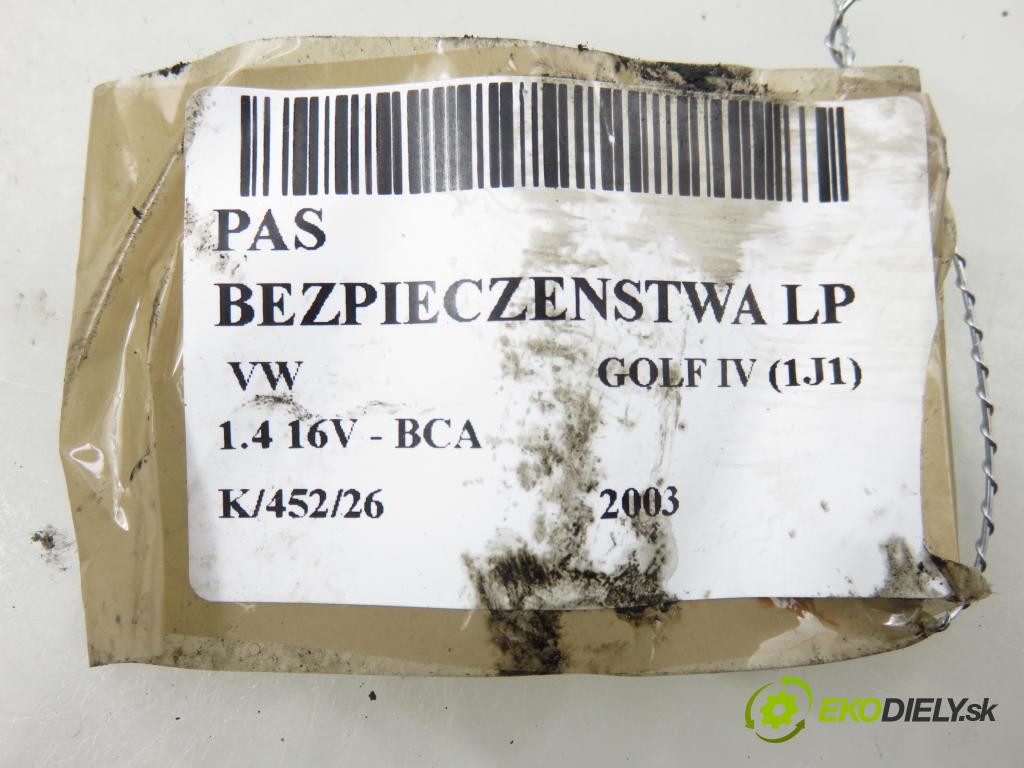 PAS
BEZPIECZENSTWA LP
VW GOLF IV (1J1)
1.4 16V - BCA
K/452/26 2003
EKODIELY.sk